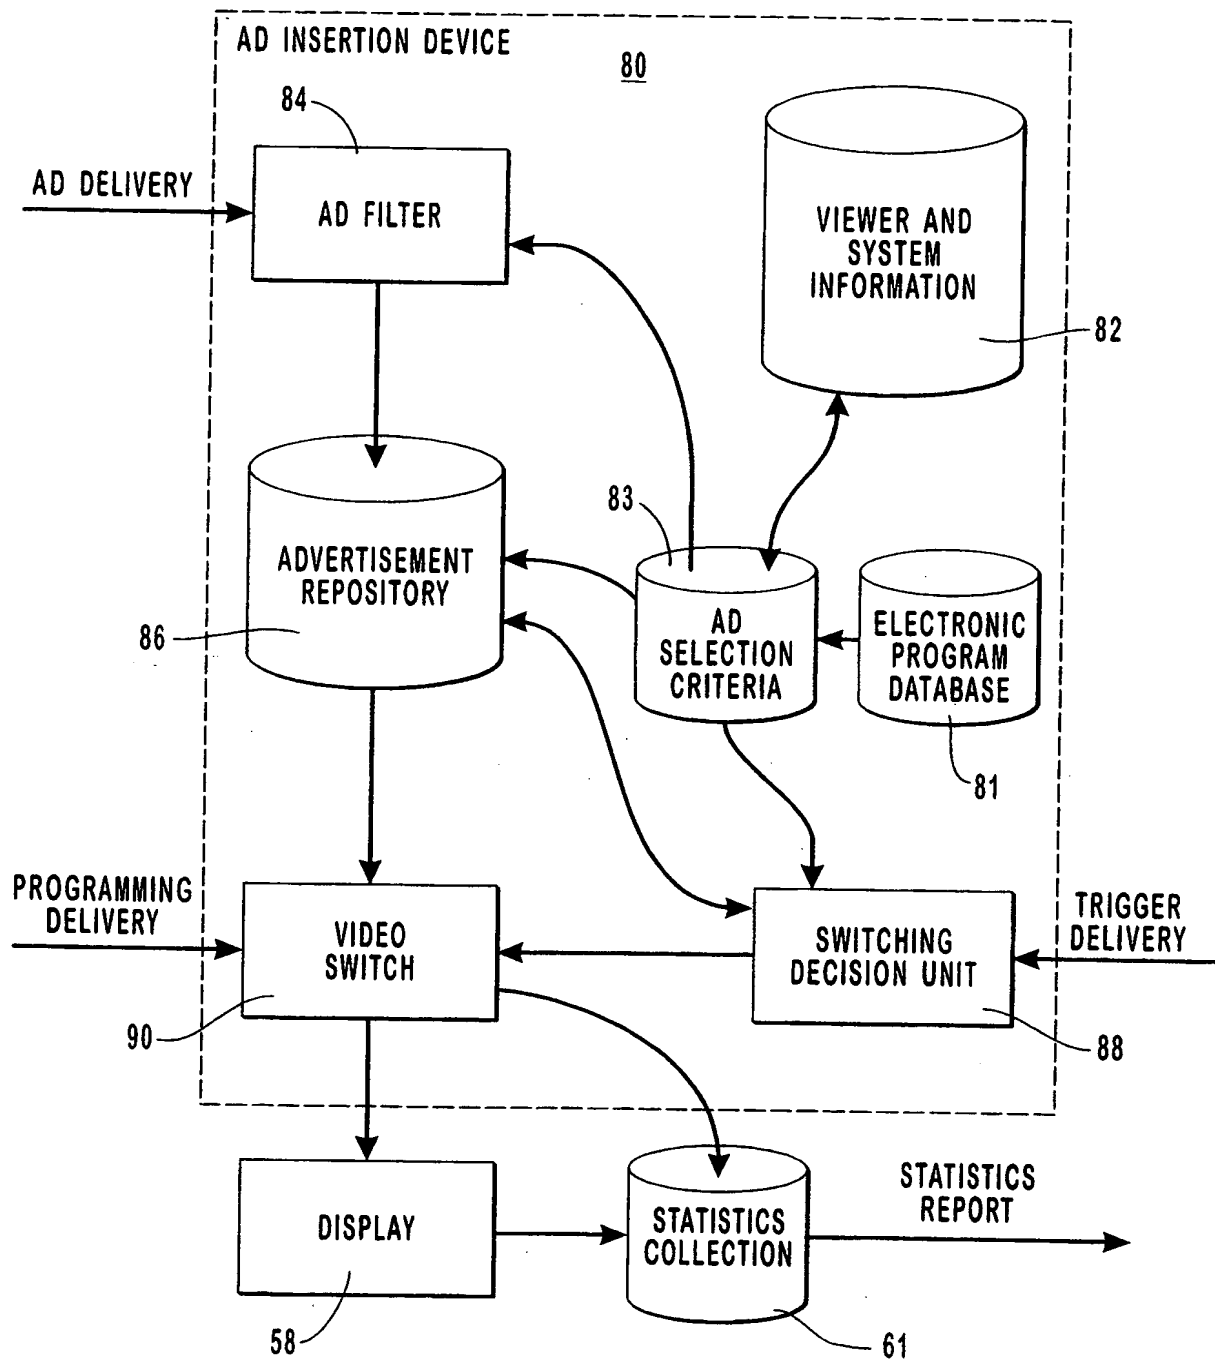 AD INSERTION DEVICE
80
84
AD DELIVERY
AD FILTER
VIEWER AND
SYSTEM
INFORMATION
82
83
ADVERTISEMENT
REPOSITORY
86
AD
SELECTION
CRITERIA
ELECTRONIC
PROGRAM
DATABASE
81
PROGRAMMING
DELIVERY
VIDEO
SWITCH
90
SWITCHING
DECISION UNIT
88
TRIGGER
DELIVERY
DISPLAY
58
STATISTICS
COLLECTION
61
STATISTICS
REPORT